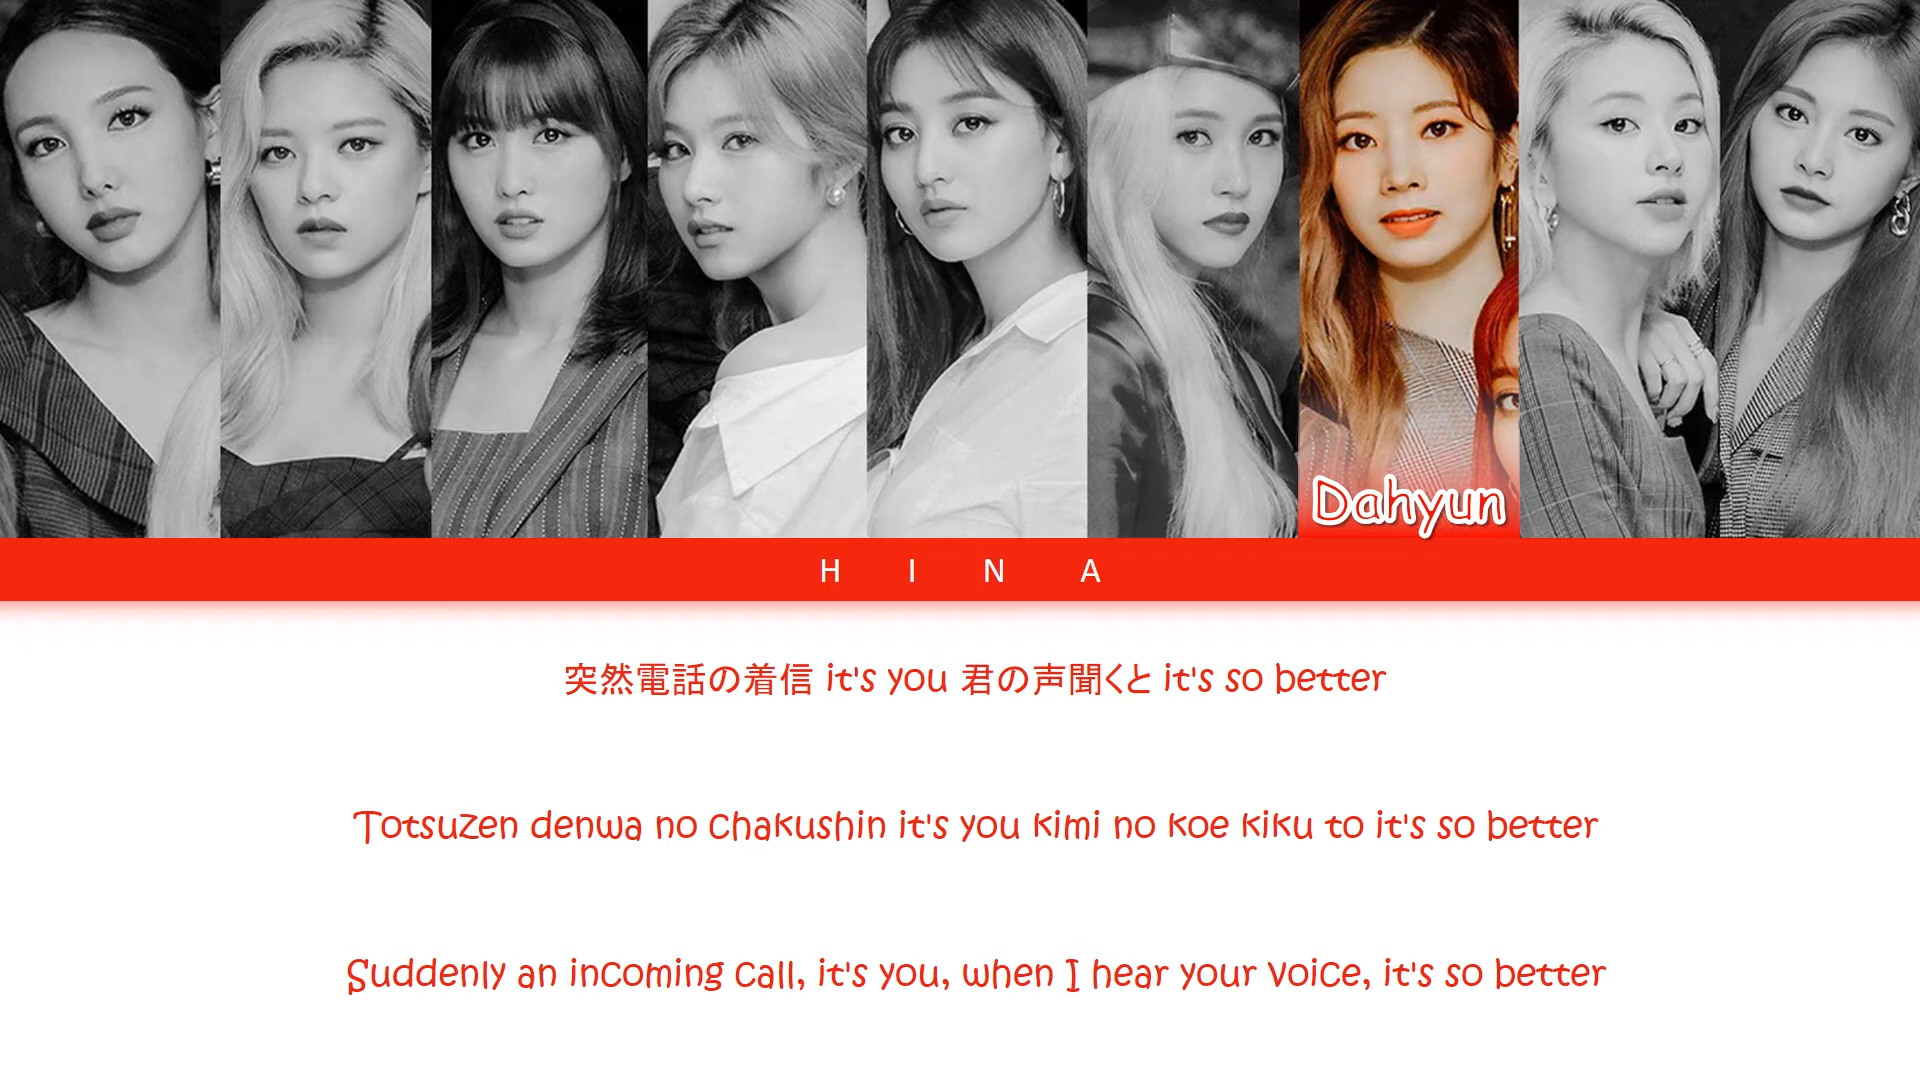 Dahyun
HINA
突然電話の着信 it's you 君の声聞くと it's so better
Totsuzen denwa no chakushin it's you kimi no koe kiku to it's so better
Suddenly an incoming call, it's you, when I hear your voice, it's so better